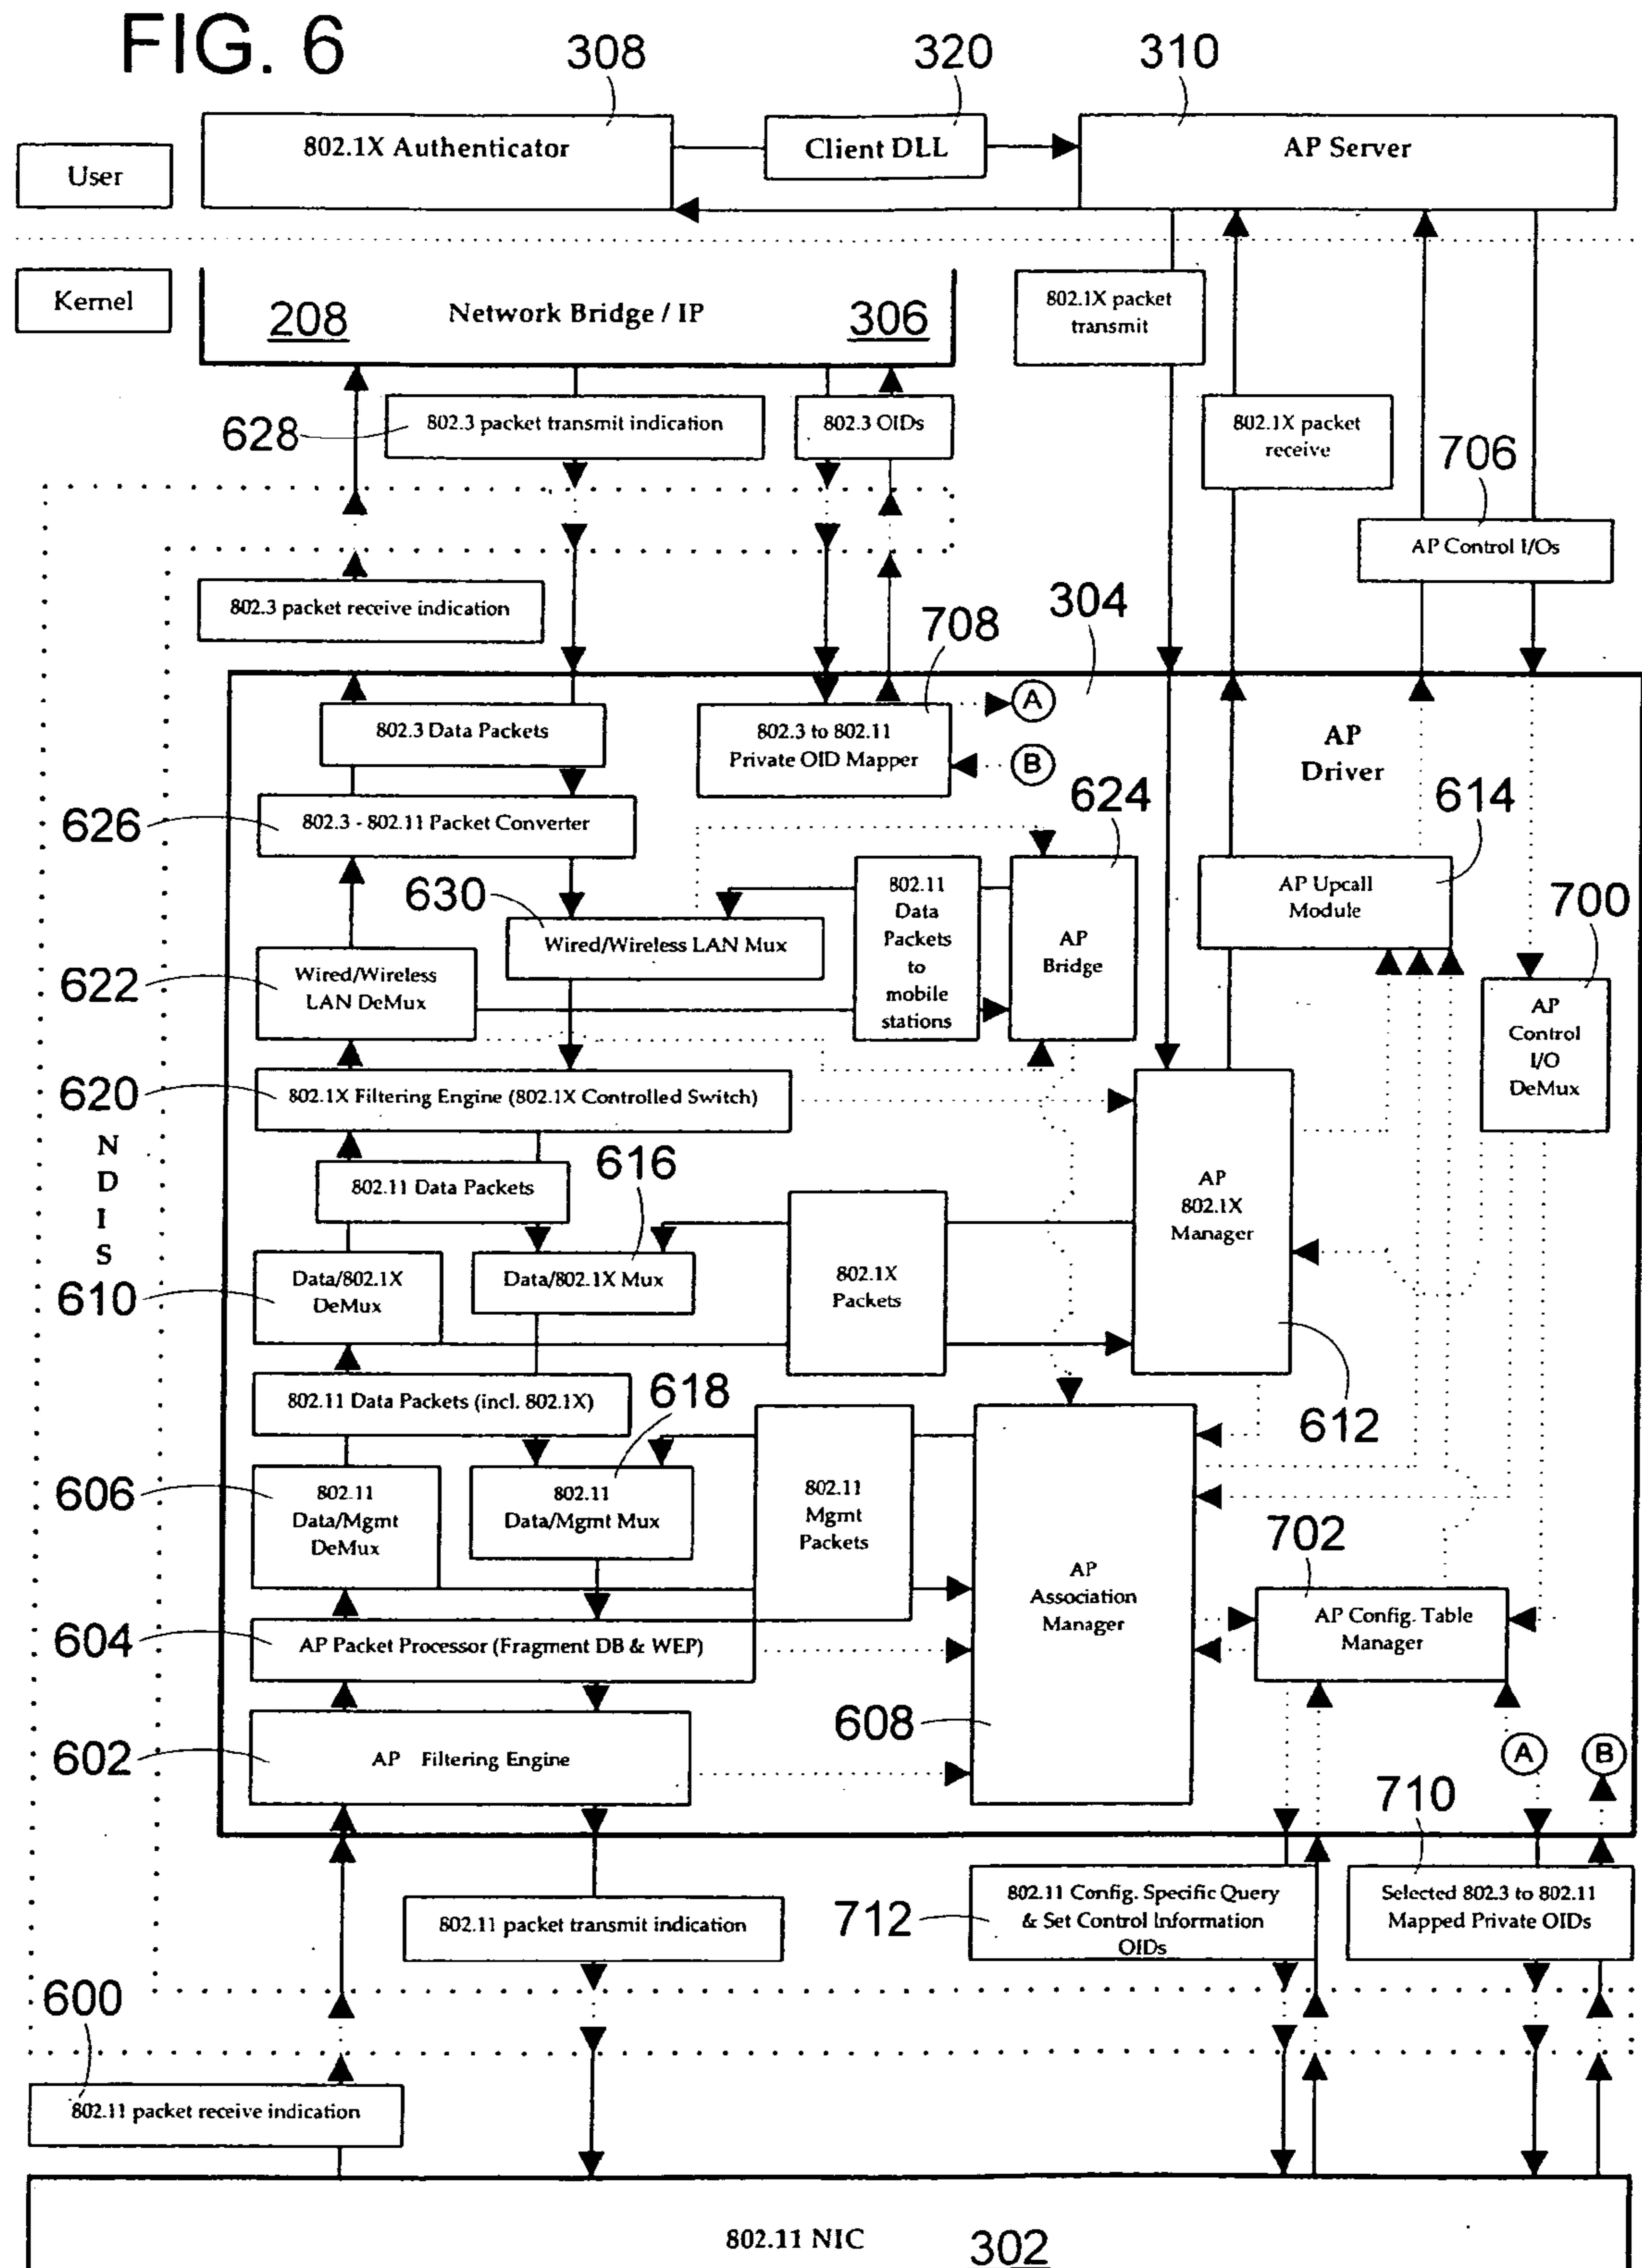 FIG. 6
308
320
310
802.1X Authenticator
Client DLL
AP Server
User
Kernel
208
Network Bridge / IP
306
802.1X packet
transmit
628
802.3 packet transmit indication
802.3 OIDs
802.1X packet
receive
706
AP Control I/Os
802.3 packet receive indication
708
304
802.3 Data Packets
802.3 to 802.11
Private OID Mapper
A
B
AP
Driver
626
802.3 - 802.11 Packet Converter
624
614
630
Wired/Wireless LAN Mux
802.11
Data
Packets
to
mobile
stations
AP
Bridge
AP Upcall
Module
700
622
Wired/Wireless
LAN DeMux
AP
Control
I/O
DeMux
620
802.1X Filtering Engine (802.1X Controlled Switch)
NDIS
802.11 Data Packets
616
AP
802.1X
Manager
610
Data/802.1X
DeMux
Data/802.1X Mux
802.1X
Packets
802.11 Data Packets (incl. 802.1X)
618
612
606
802.11
Data/Mgmt
DeMux
802.11
Data/Mgmt Mux
802.11
Mgmt
Packets
AP
Association
Manager
702
AP Config. Table
Manager
604
AP Packet Processor (Fragment DB & WEP)
608
602
AP Filtering Engine
A
B
710
802.11 packet transmit indication
712
802.11 Config. Specific Query
& Set Control Information
OIDs
Selected 802.3 to 802.11
Mapped Private OIDs
600
802.11 packet receive indication
802.11 NIC
302